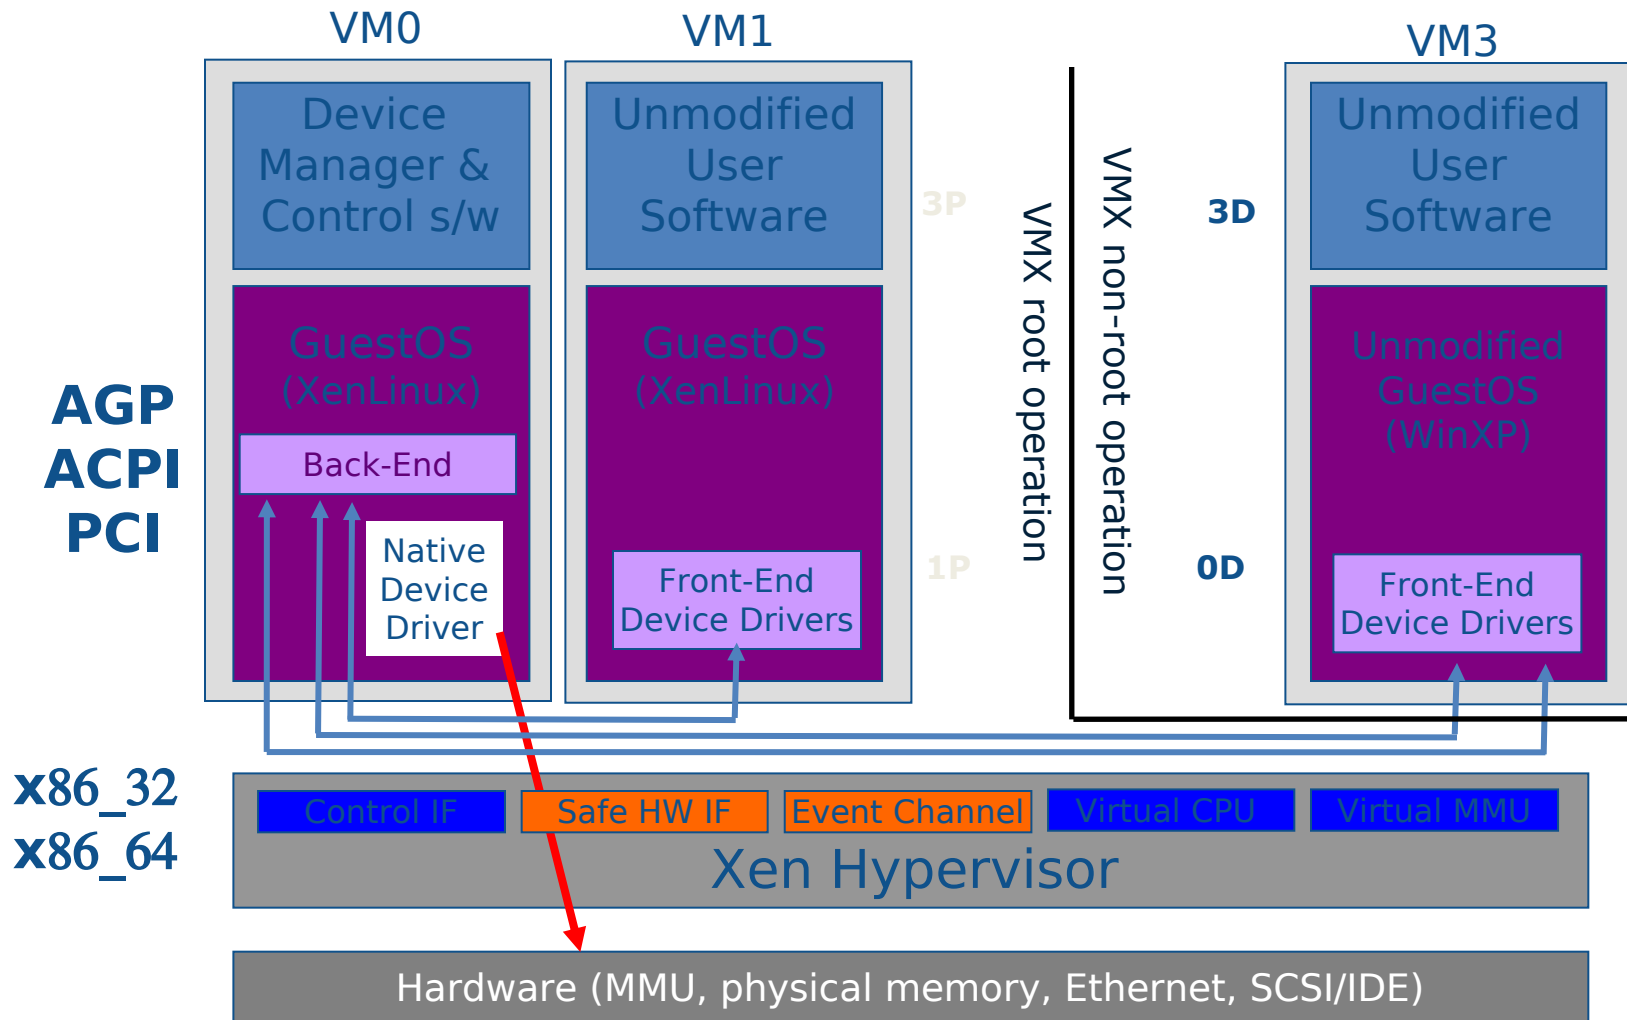 VM0
VM1
VM3
Device
Manager &
Control s/w
Unmodified
User
Software
Unmodified
User
Software
3P
3D
VMX root operation
VMX non-root operation
GuestOS
(XenLinux)
GuestOS
(XenLinux)
Unmodified
GuestOS
(WinXP)
AGP
ACPI
PCI
Back-End
Native
Device
Driver
Front-End
Device Drivers
1P
0D
Front-End
Device Drivers
x86_32
x86_64
Control IF
Safe HW IF
Event Channel
Virtual CPU
Virtual MMU
Xen Hypervisor
Hardware (MMU, physical memory, Ethernet, SCSI/IDE)